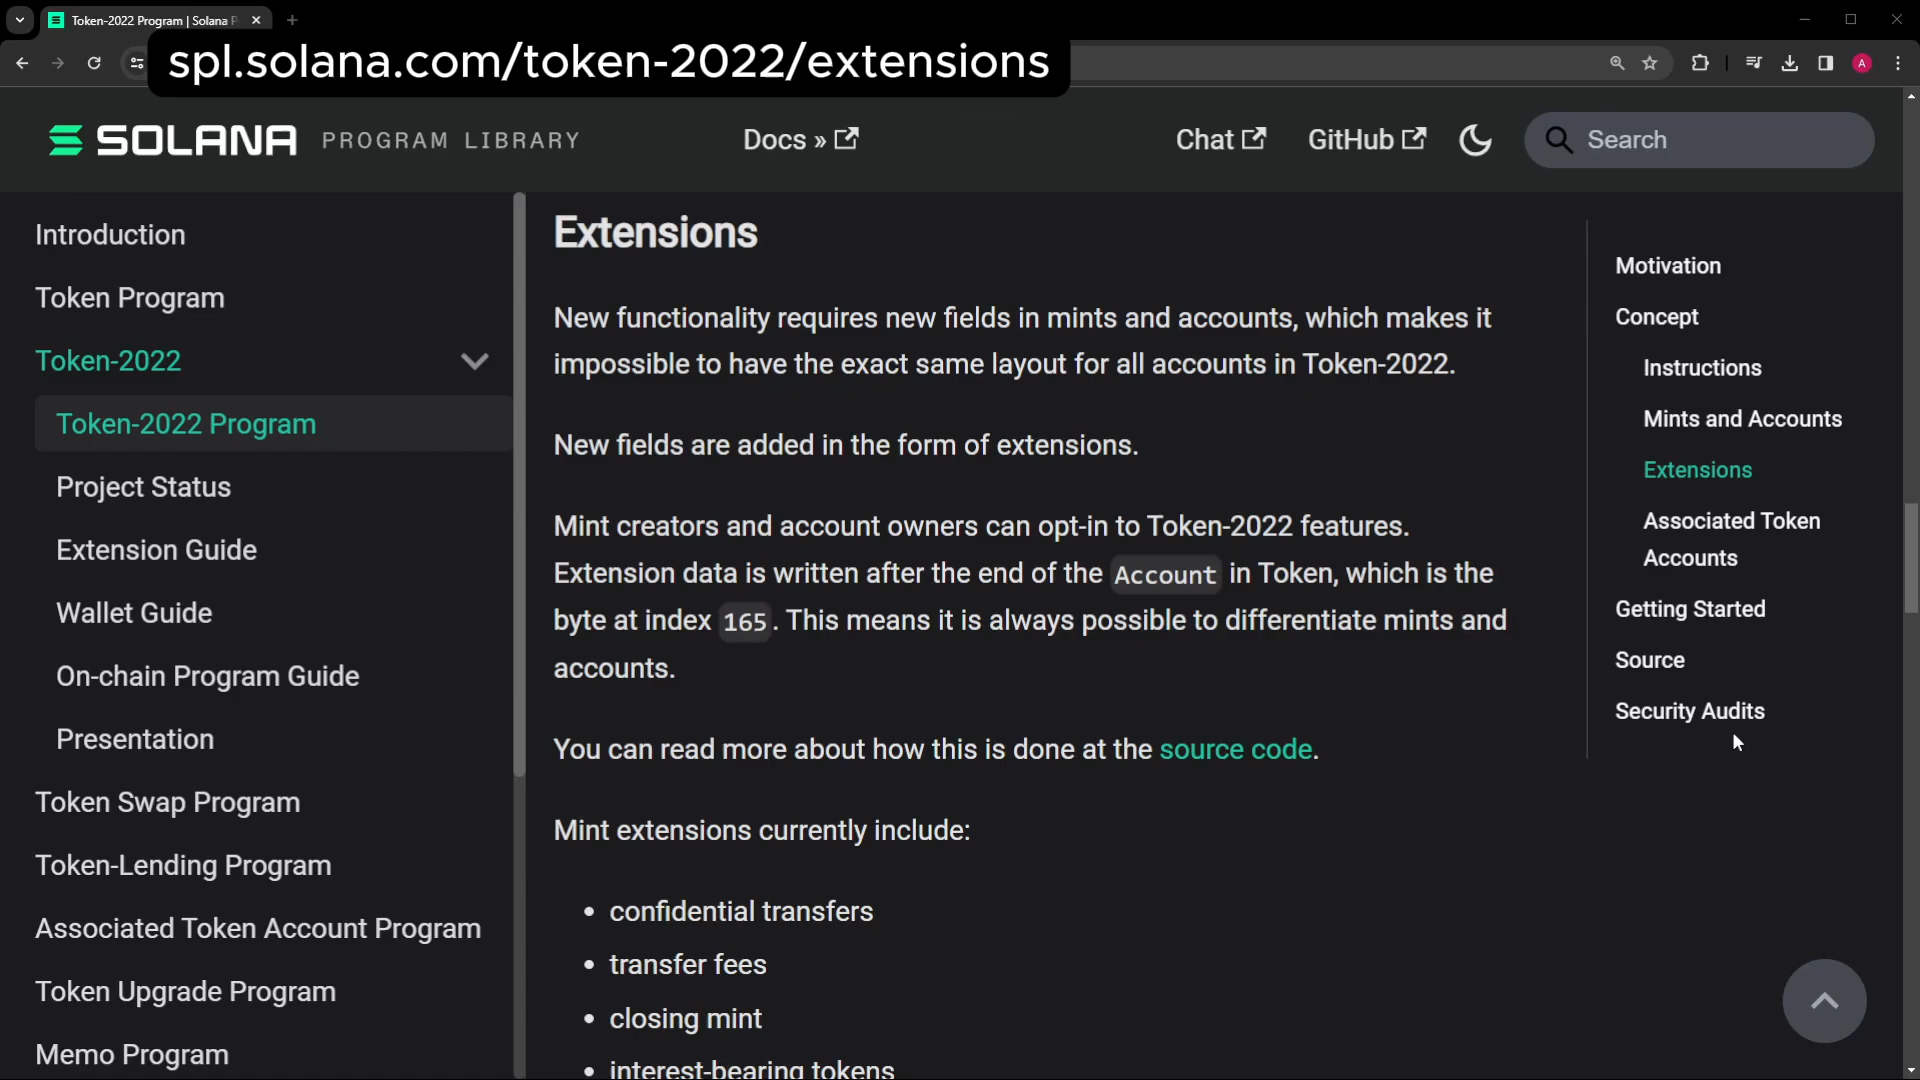 Token-2022 Program | Solana P
spl.solana.com/token-2022/extensions
A
SOLANA PROGRAM LIBRARY
Docs »
Chat
GitHub
Search
Introduction
Token Program
Token-2022
Token-2022 Program
Project Status
Extension Guide
Wallet Guide
On-chain Program Guide
Presentation
Token Swap Program
Token-Lending Program
Associated Token Account Program
Token Upgrade Program
Memo Program
Extensions
New functionality requires new fields in mints and accounts, which makes it
impossible to have the exact same layout for all accounts in Token-2022.
New fields are added in the form of extensions.
Mint creators and account owners can opt-in to Token-2022 features.
Extension data is written after the end of the Account in Token, which is the
byte at index 165. This means it is always possible to differentiate mints and
accounts.
You can read more about how this is done at the source code.
Mint extensions currently include:
• confidential transfers
• transfer fees
• closing mint
• interest-bearing tokens
Motivation
Concept
Instructions
Mints and Accounts
Extensions
Associated Token
Accounts
Getting Started
Source
Security Audits